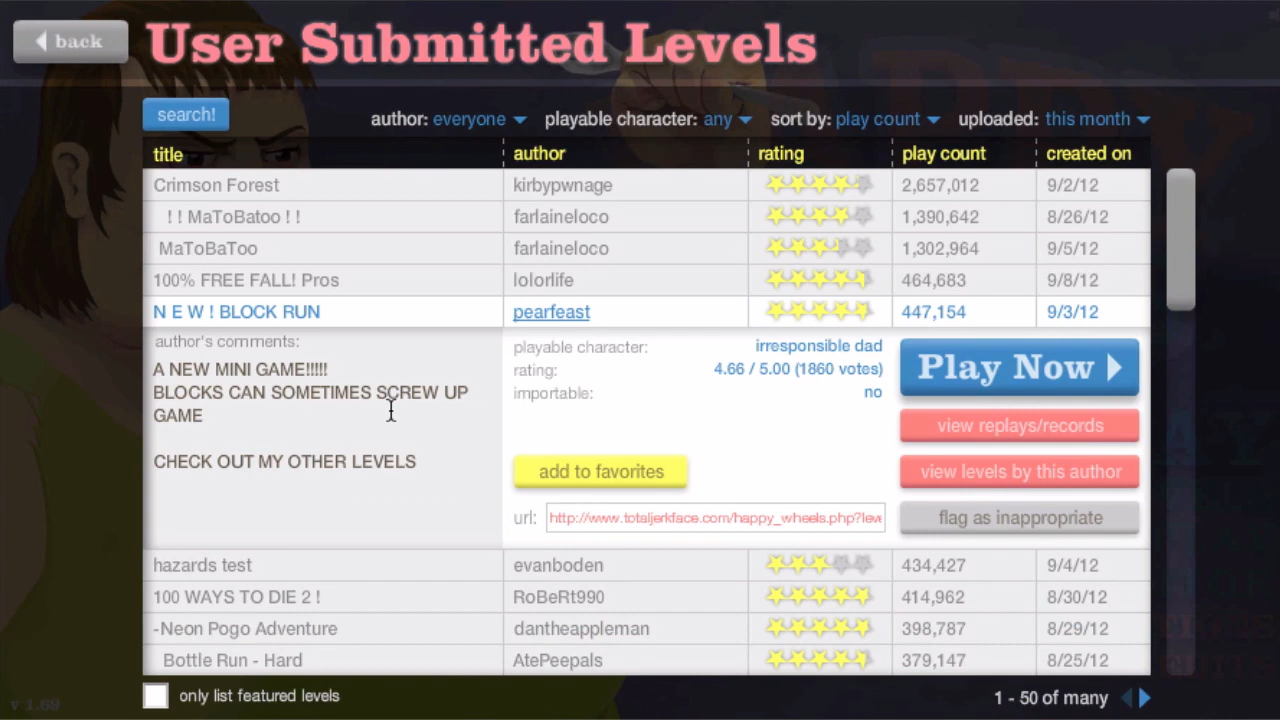 back
User Submitted Levels
search!
author: everyone playable character: any sort by: play count uploaded: this month
title author rating play count created on
Crimson Forest kirbypwnage 2,657,012 9/2/12
! ! MaToBatoo ! ! farlaineloco 1,390,642 8/26/12
MaToBaToo farlaineloco 1,302,964 9/5/12
100% FREE FALL! Pros lolorlife 464,683 9/8/12
N E W ! BLOCK RUN pearfeast 447,154 9/3/12
author's comments:
A NEW MINI GAME!!!!!
BLOCKS CAN SOMETIMES SCREW UP
GAME
CHECK OUT MY OTHER LEVELS
playable character: irresponsible dad
rating: 4.66 / 5.00 (1860 votes)
importable: no
add to favorites
url: http://www.totaljerkface.com/happy_wheels.php?leve
Play Now
view replays/records
view levels by this author
flag as inappropriate
hazards test evanboden 434,427 9/4/12
100 WAYS TO DIE 2 ! RoBeRt990 414,962 8/30/12
-Neon Pogo Adventure dantheappleman 398,787 8/29/12
Bottle Run - Hard AtePeepals 379,147 8/25/12
only list featured levels
1 - 50 of many
v 1.69